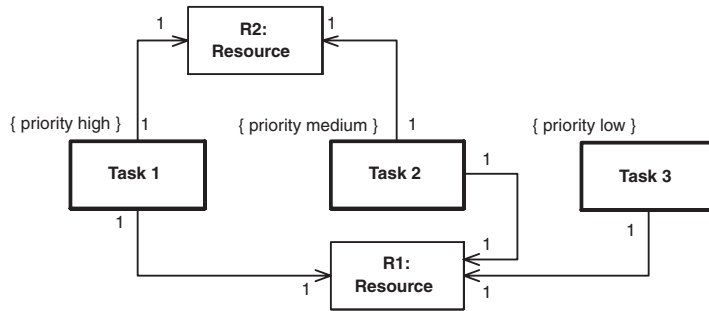 1
R2:
Resource
1
{ priority high }
1
{ priority medium }
1
{ priority low }
Task 1
Task 2
1
Task 3
1
1
1
R1:
Resource
1
1